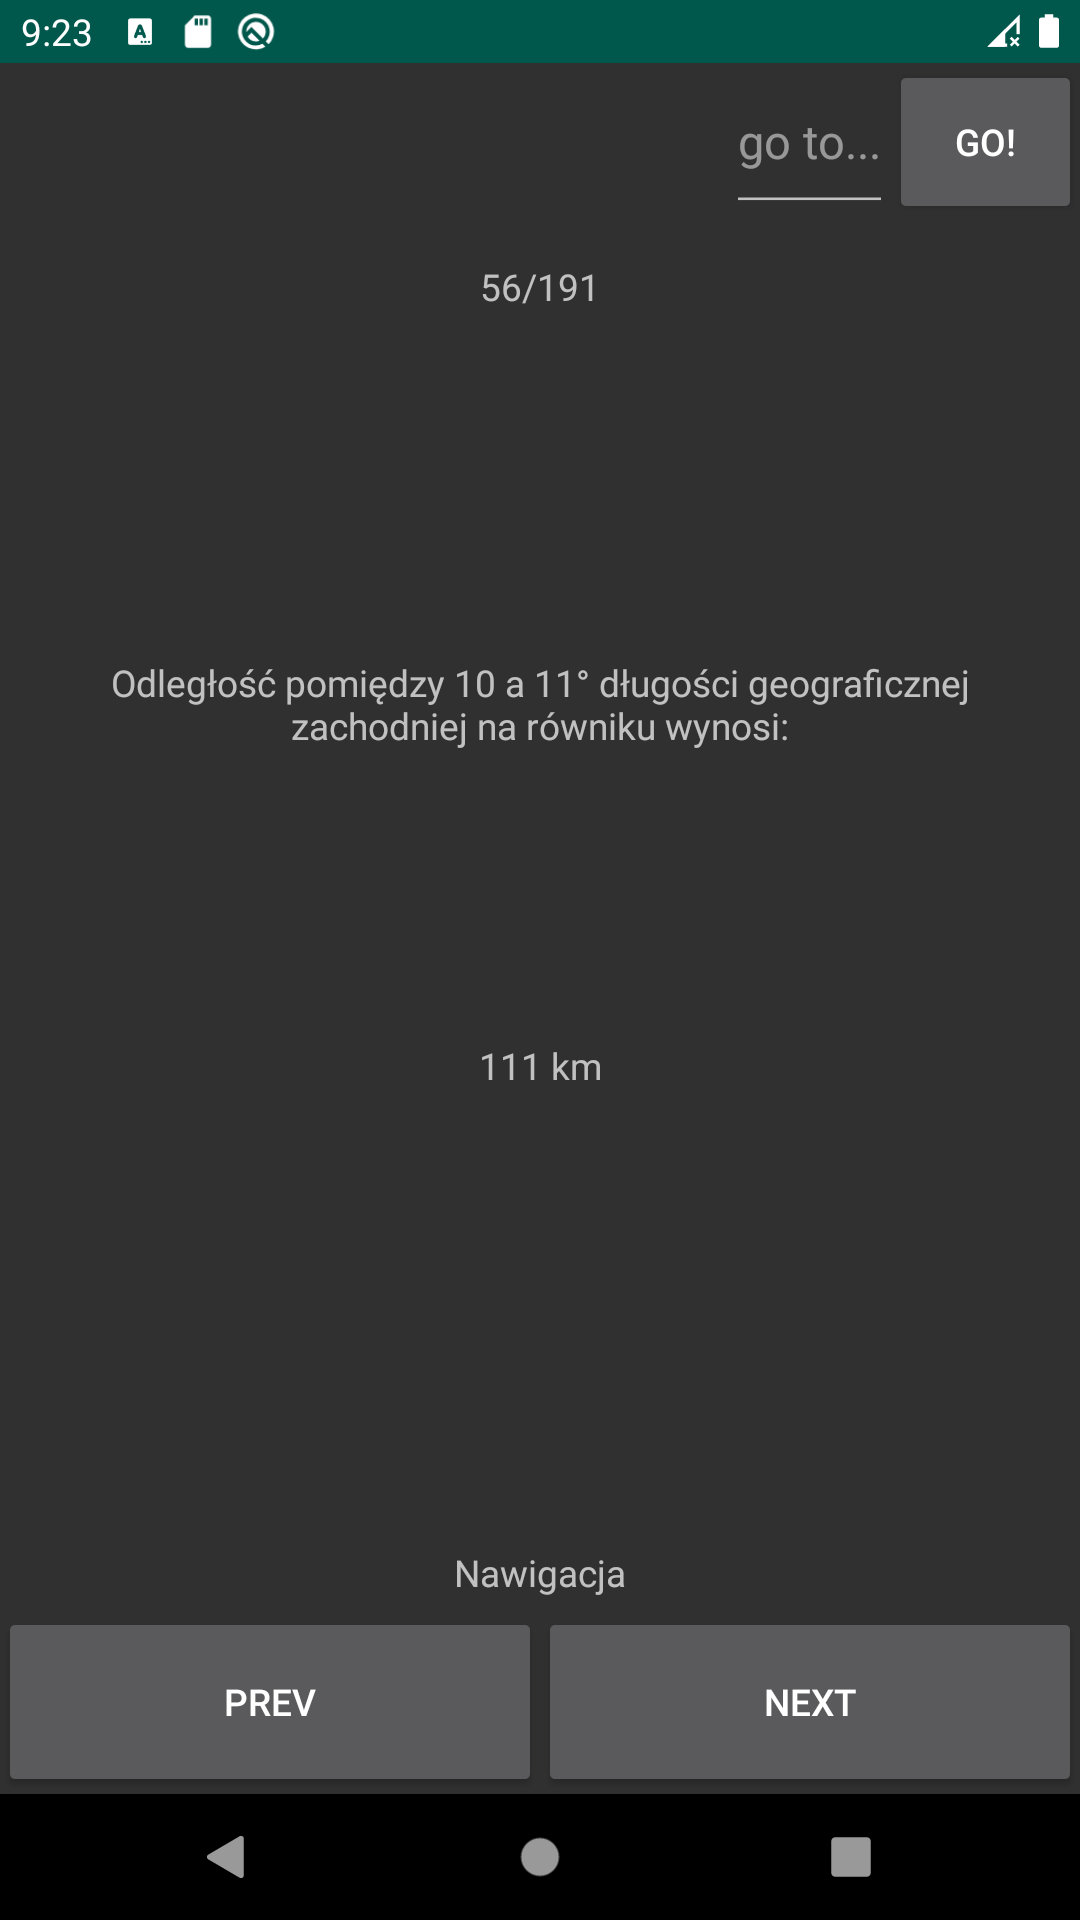 9:23
go to...
GO!
56/191
Odległość pomiędzy 10 a 11° długości geograficznej
zachodniej na równiku wynosi:
111 km
Nawigacja
PREV
NEXT